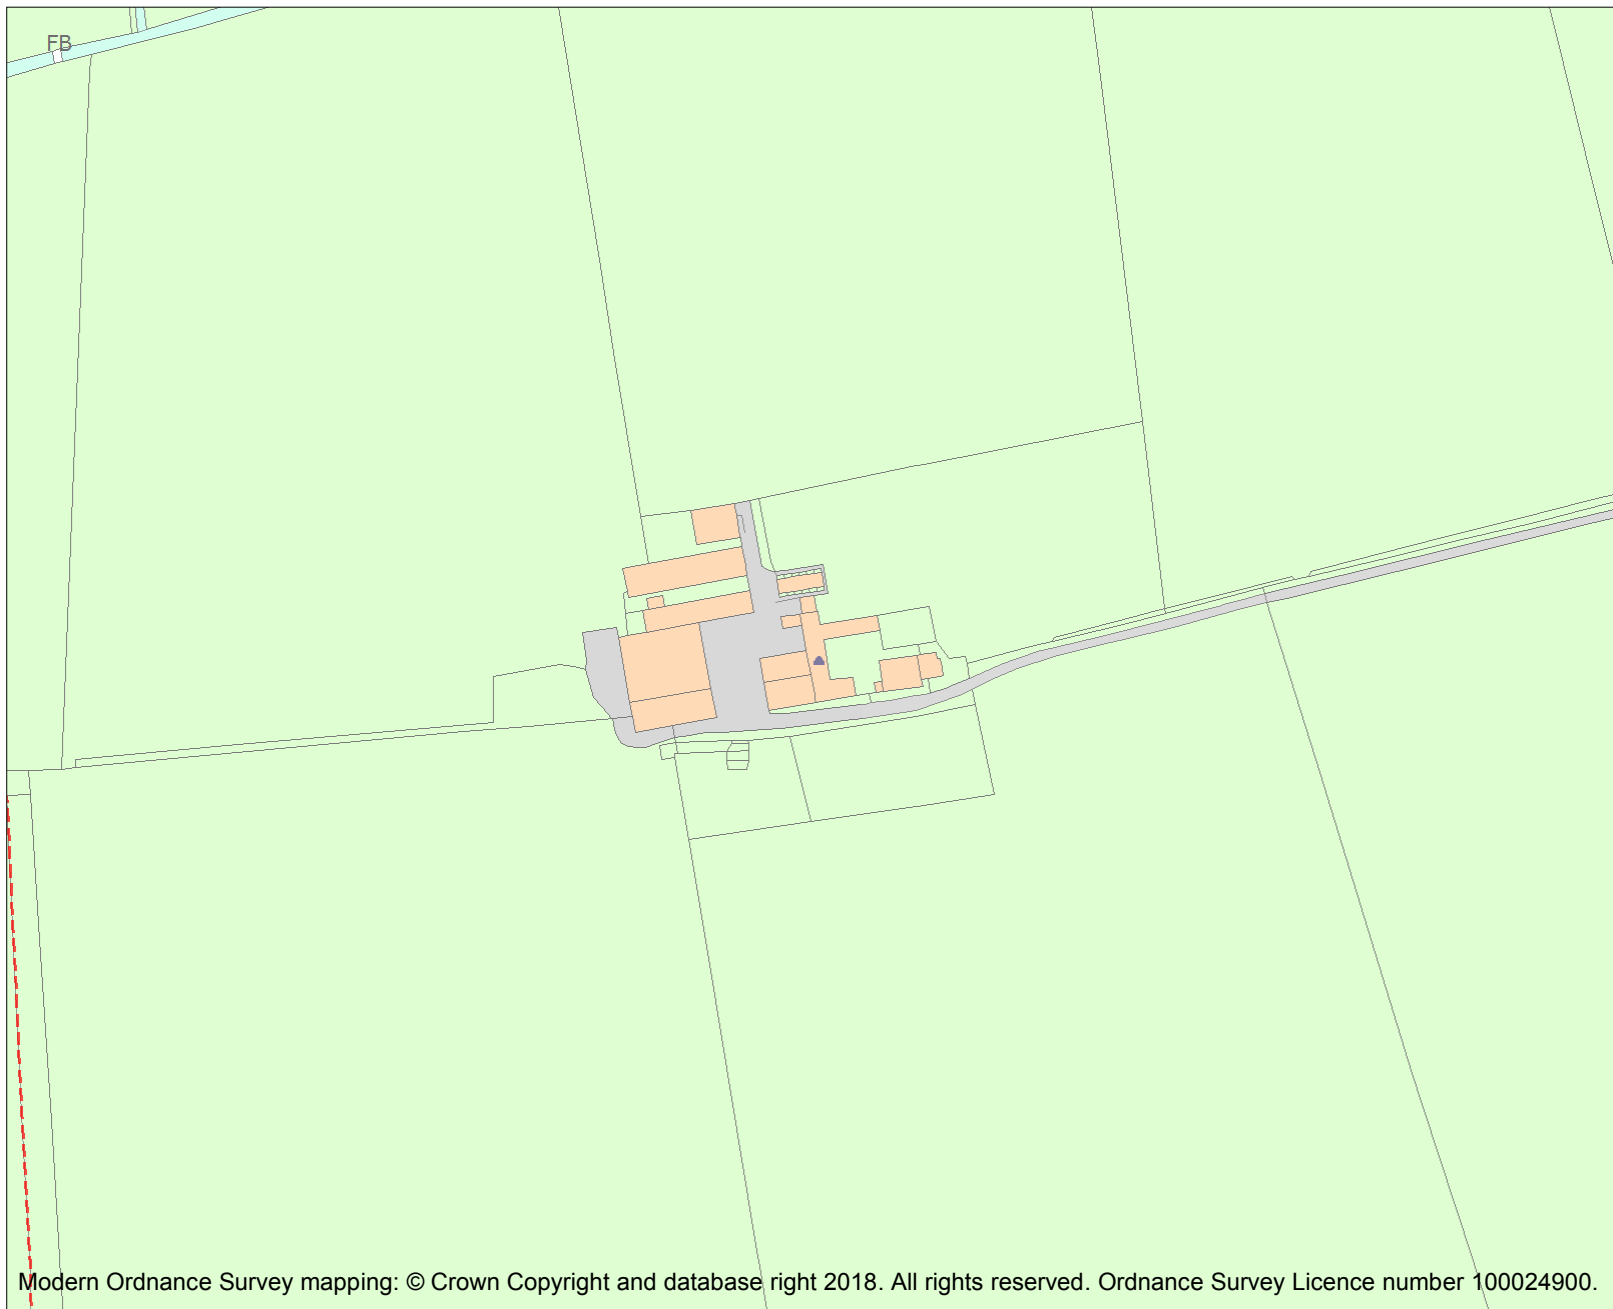 FB
Modern Ordnance Survey mapping: © Crown Copyright and database right 2018. All rights reserved. Ordnance Survey Licence number 100024900.